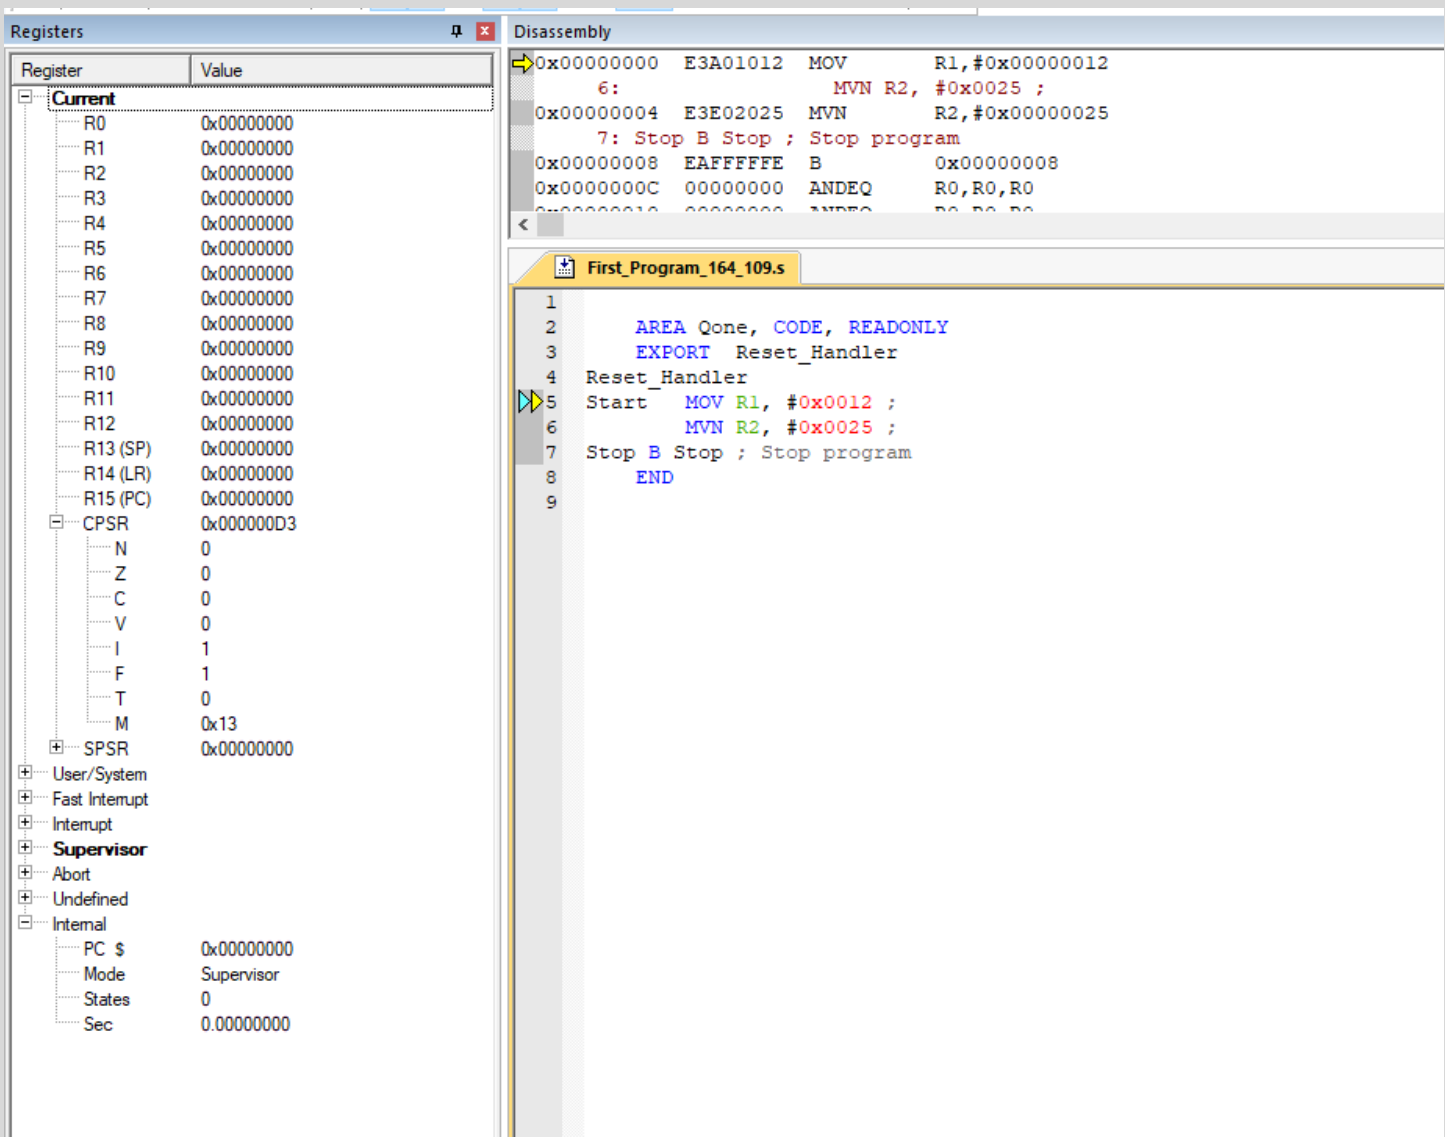 Registers
Register Value
Current
R0 0x00000000
R1 0x00000000
R2 0x00000000
R3 0x00000000
R4 0x00000000
R5 0x00000000
R6 0x00000000
R7 0x00000000
R8 0x00000000
R9 0x00000000
R10 0x00000000
R11 0x00000000
R12 0x00000000
R13 (SP) 0x00000000
R14 (LR) 0x00000000
R15 (PC) 0x00000000
CPSR 0x000000D3
N 0
Z 0
C 0
V 0
I 1
F 1
T 0
M 0x13
SPSR 0x00000000
User/System
Fast Interrupt
Interrupt
Supervisor
Abort
Undefined
Internal
PC $ 0x00000000
Mode Supervisor
States 0
Sec 0.00000000
Disassembly
0x00000000 E3A01012 MOV R1,#0x00000012
6: MVN R2, #0x0025 ;
0x00000004 E3E02025 MVN R2,#0x00000025
7: Stop B Stop ; Stop program
0x00000008 EAFFFFFE B 0x00000008
0x0000000C 00000000 ANDEQ R0,R0,R0
0x00000010 00000000 ANDEQ R0,R0,R0
First_Program_164_109.s
1
2 AREA Qone, CODE, READONLY
3 EXPORT Reset_Handler
4 Reset_Handler
5 Start MOV R1, #0x0012 ;
6 MVN R2, #0x0025 ;
7 Stop B Stop ; Stop program
8 END
9